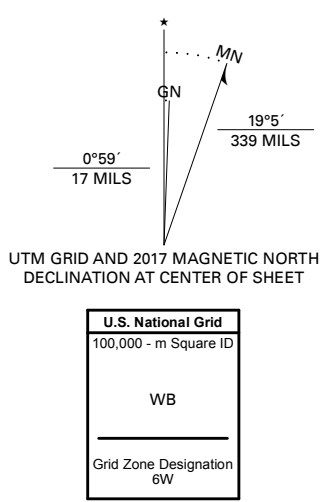 ★
MN
GN
19°5´
339 MILS
0°59´
17 MILS
UTM GRID AND 2017 MAGNETIC NORTH
DECLINATION AT CENTER OF SHEET
U.S. National Grid
100,000 - m Square ID
WB
Grid Zone Designation
6W